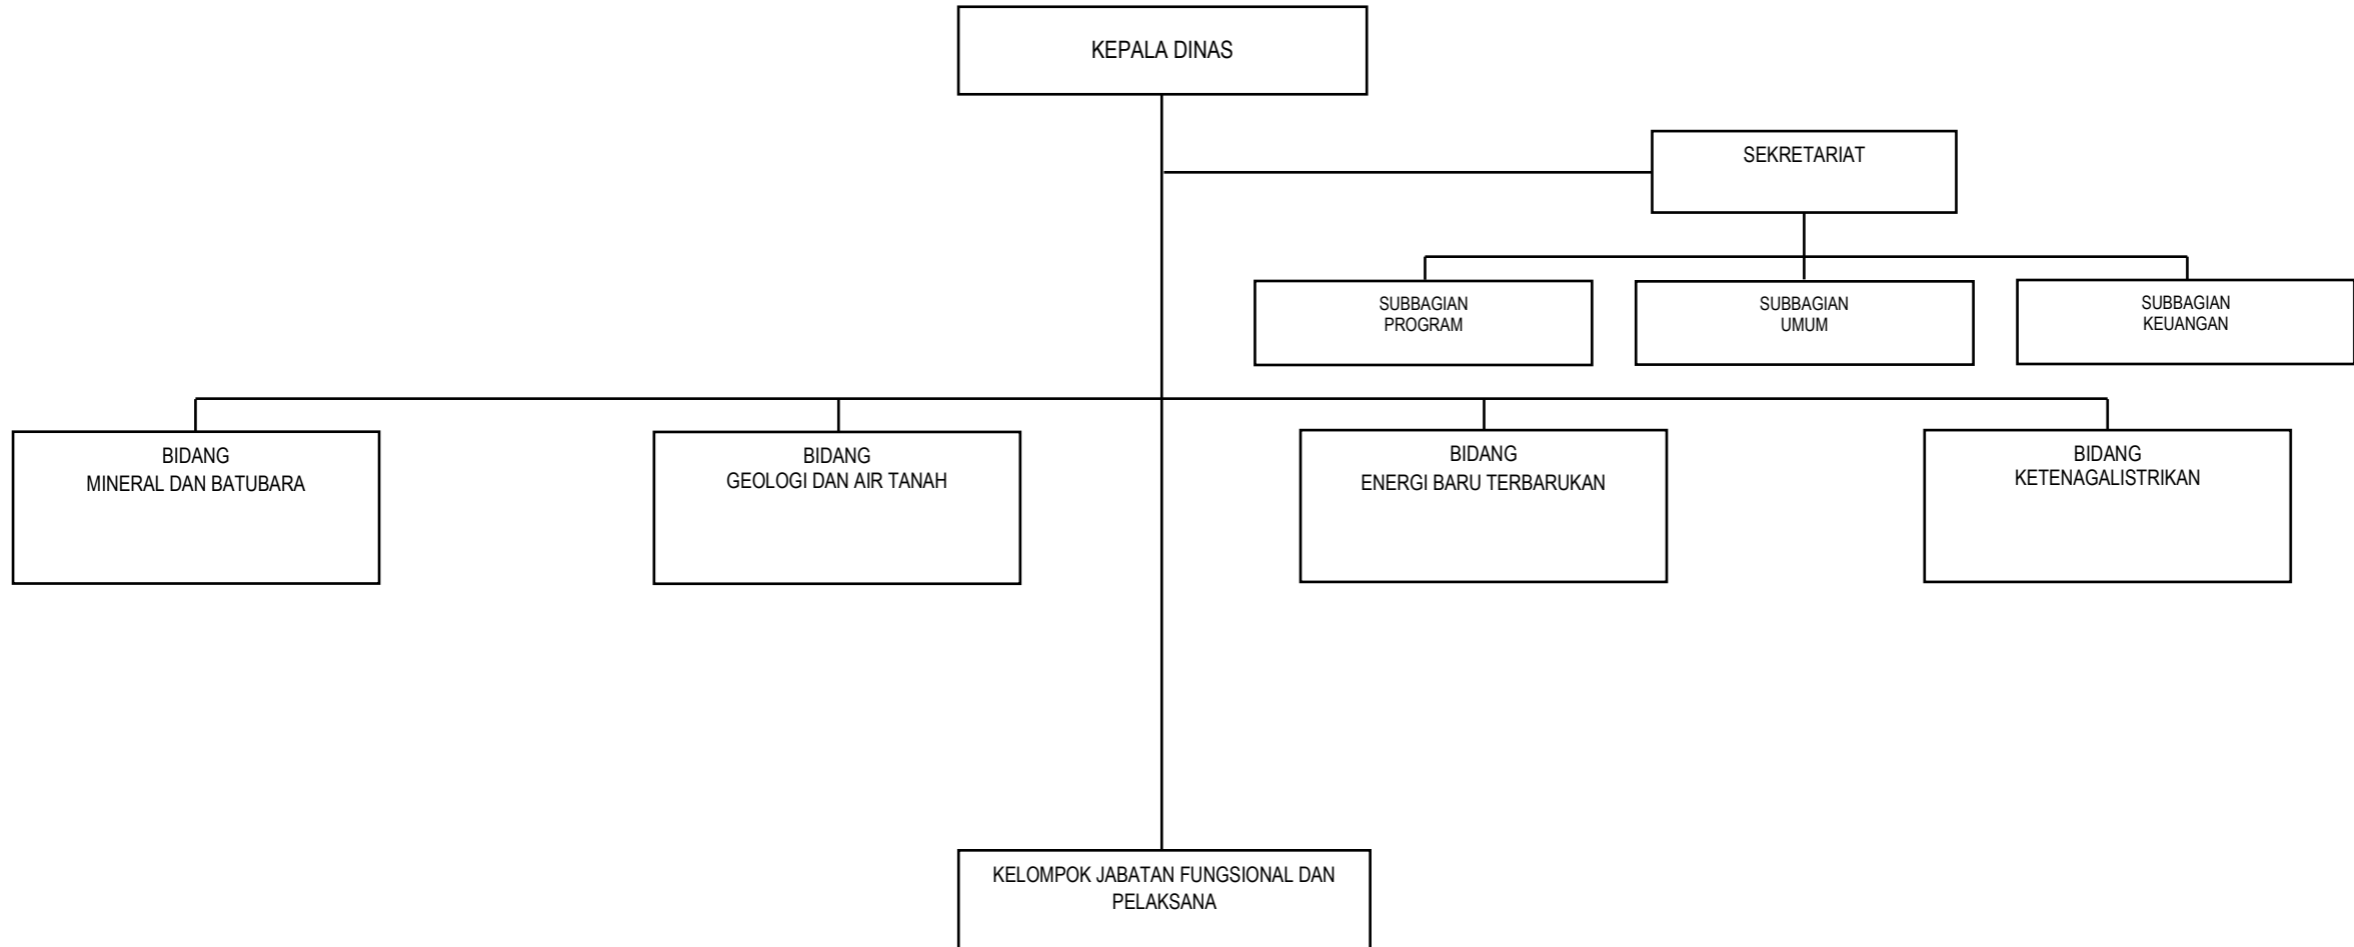 KEPALA DINAS
SEKRETARIAT
SUBBAGIAN
PROGRAM
SUBBAGIAN
UMUM
SUBBAGIAN
KEUANGAN
BIDANG
MINERAL DAN BATUBARA
BIDANG
GEOLOGI DAN AIR TANAH
BIDANG
ENERGI BARU TERBARUKAN
BIDANG
KETENAGALISTRIKAN
KELOMPOK JABATAN FUNGSIONAL DAN
PELAKSANA